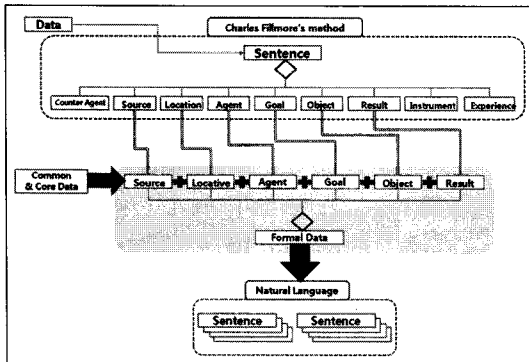 Charles Fillmore's method
Data
Sentence
Counter Agent Source Location Agent Goal Object Result Instrument Experience
Common
& Core Data
Source Locative Agent Goal Object Result
Formal Data
Natural Language
Sentence Sentence